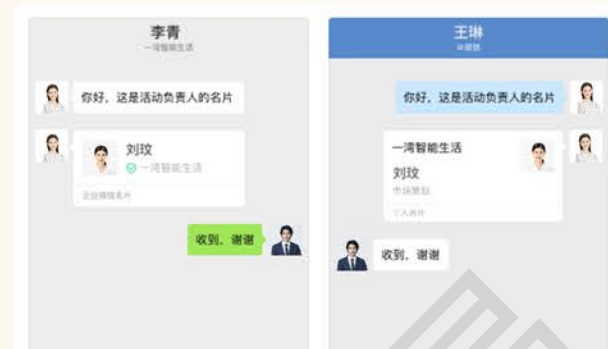 李青
一湾智能生活
你好，这是活动负责人的名片
刘玟
一湾智能生活
企业微信名片
收到，谢谢
王琳
@微信
你好，这是活动负责人的名片
一湾智能生活
刘玟
市场策划
个人名片
收到，谢谢